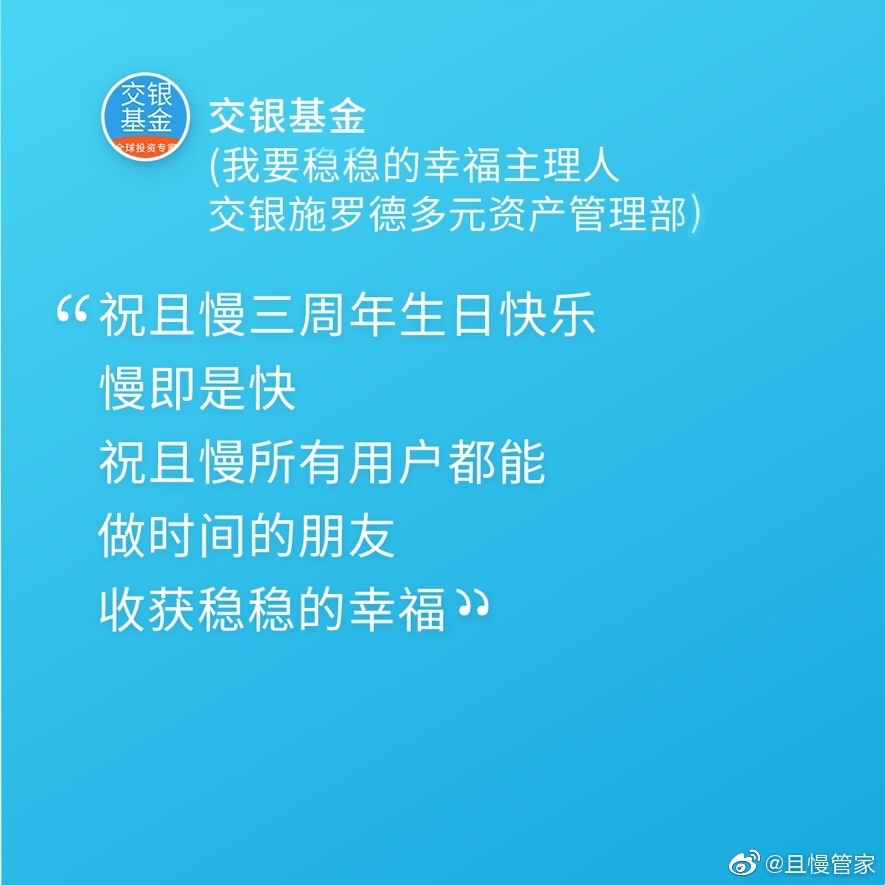 交银
基金
全球投资专家
交银基金
(我要稳稳的幸福主理人
交银施罗德多元资产管理部)
“祝且慢三周年生日快乐
慢即是快
祝且慢所有用户都能
做时间的朋友
收获稳稳的幸福”
@且慢管家